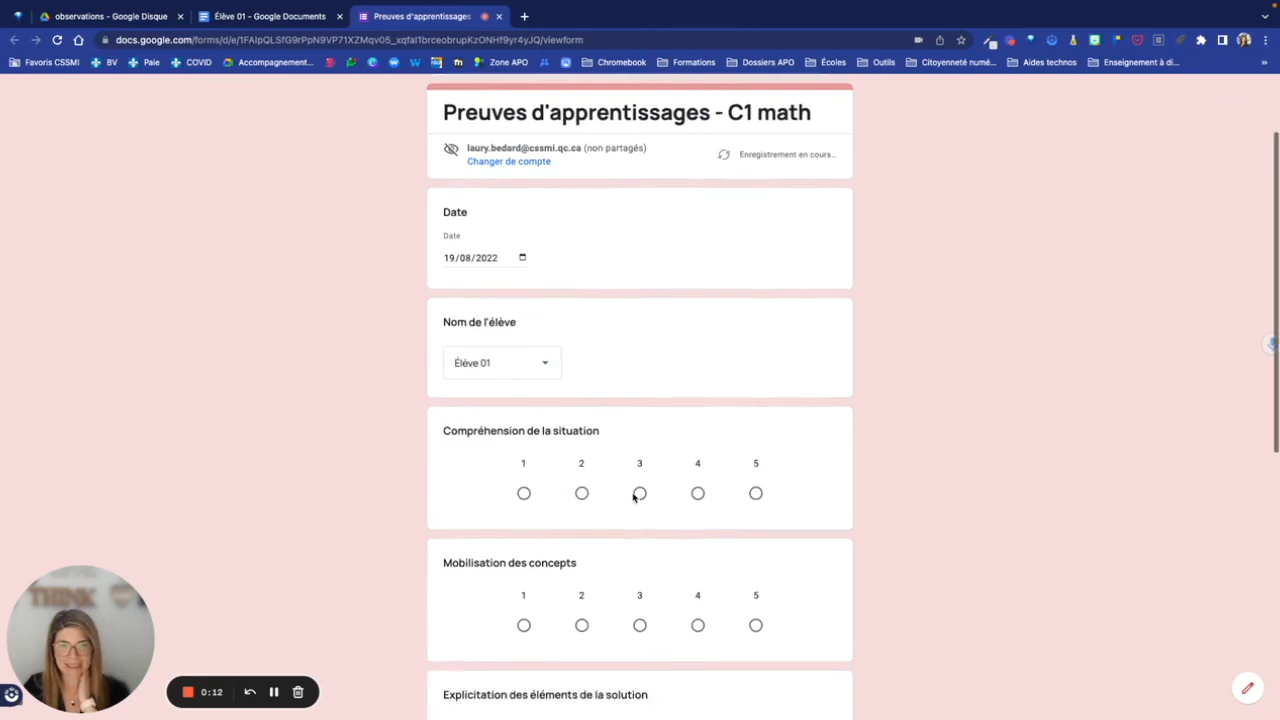 observations – Google Disque
Élève 01 - Google Documents
Preuves d'apprentissages
docs.google.com/forms/d/e/1FAIpQLSfG9rPpN9VP71XZMqv05_xqfaI1brceobrupKzONHf9yr4yJQ/viewform
Favoris CSSMI
BV
Paie
COVID
Accompagnement...
Zone APO
Chromebook
Formations
Dossiers APO
Écoles
Outils
Citoyenneté numé...
Aides technos
Enseignement à di...
Preuves d'apprentissages - C1 math
laury.bedard@cssmi.qc.ca (non partagés)
Enregistrement en cours…
Changer de compte
Date
Date
19/08/2022
Nom de l'élève
Élève 01
Compréhension de la situation
1 2 3 4 5
Mobilisation des concepts
1 2 3 4 5
Explicitation des éléments de la solution
THINK
0:12